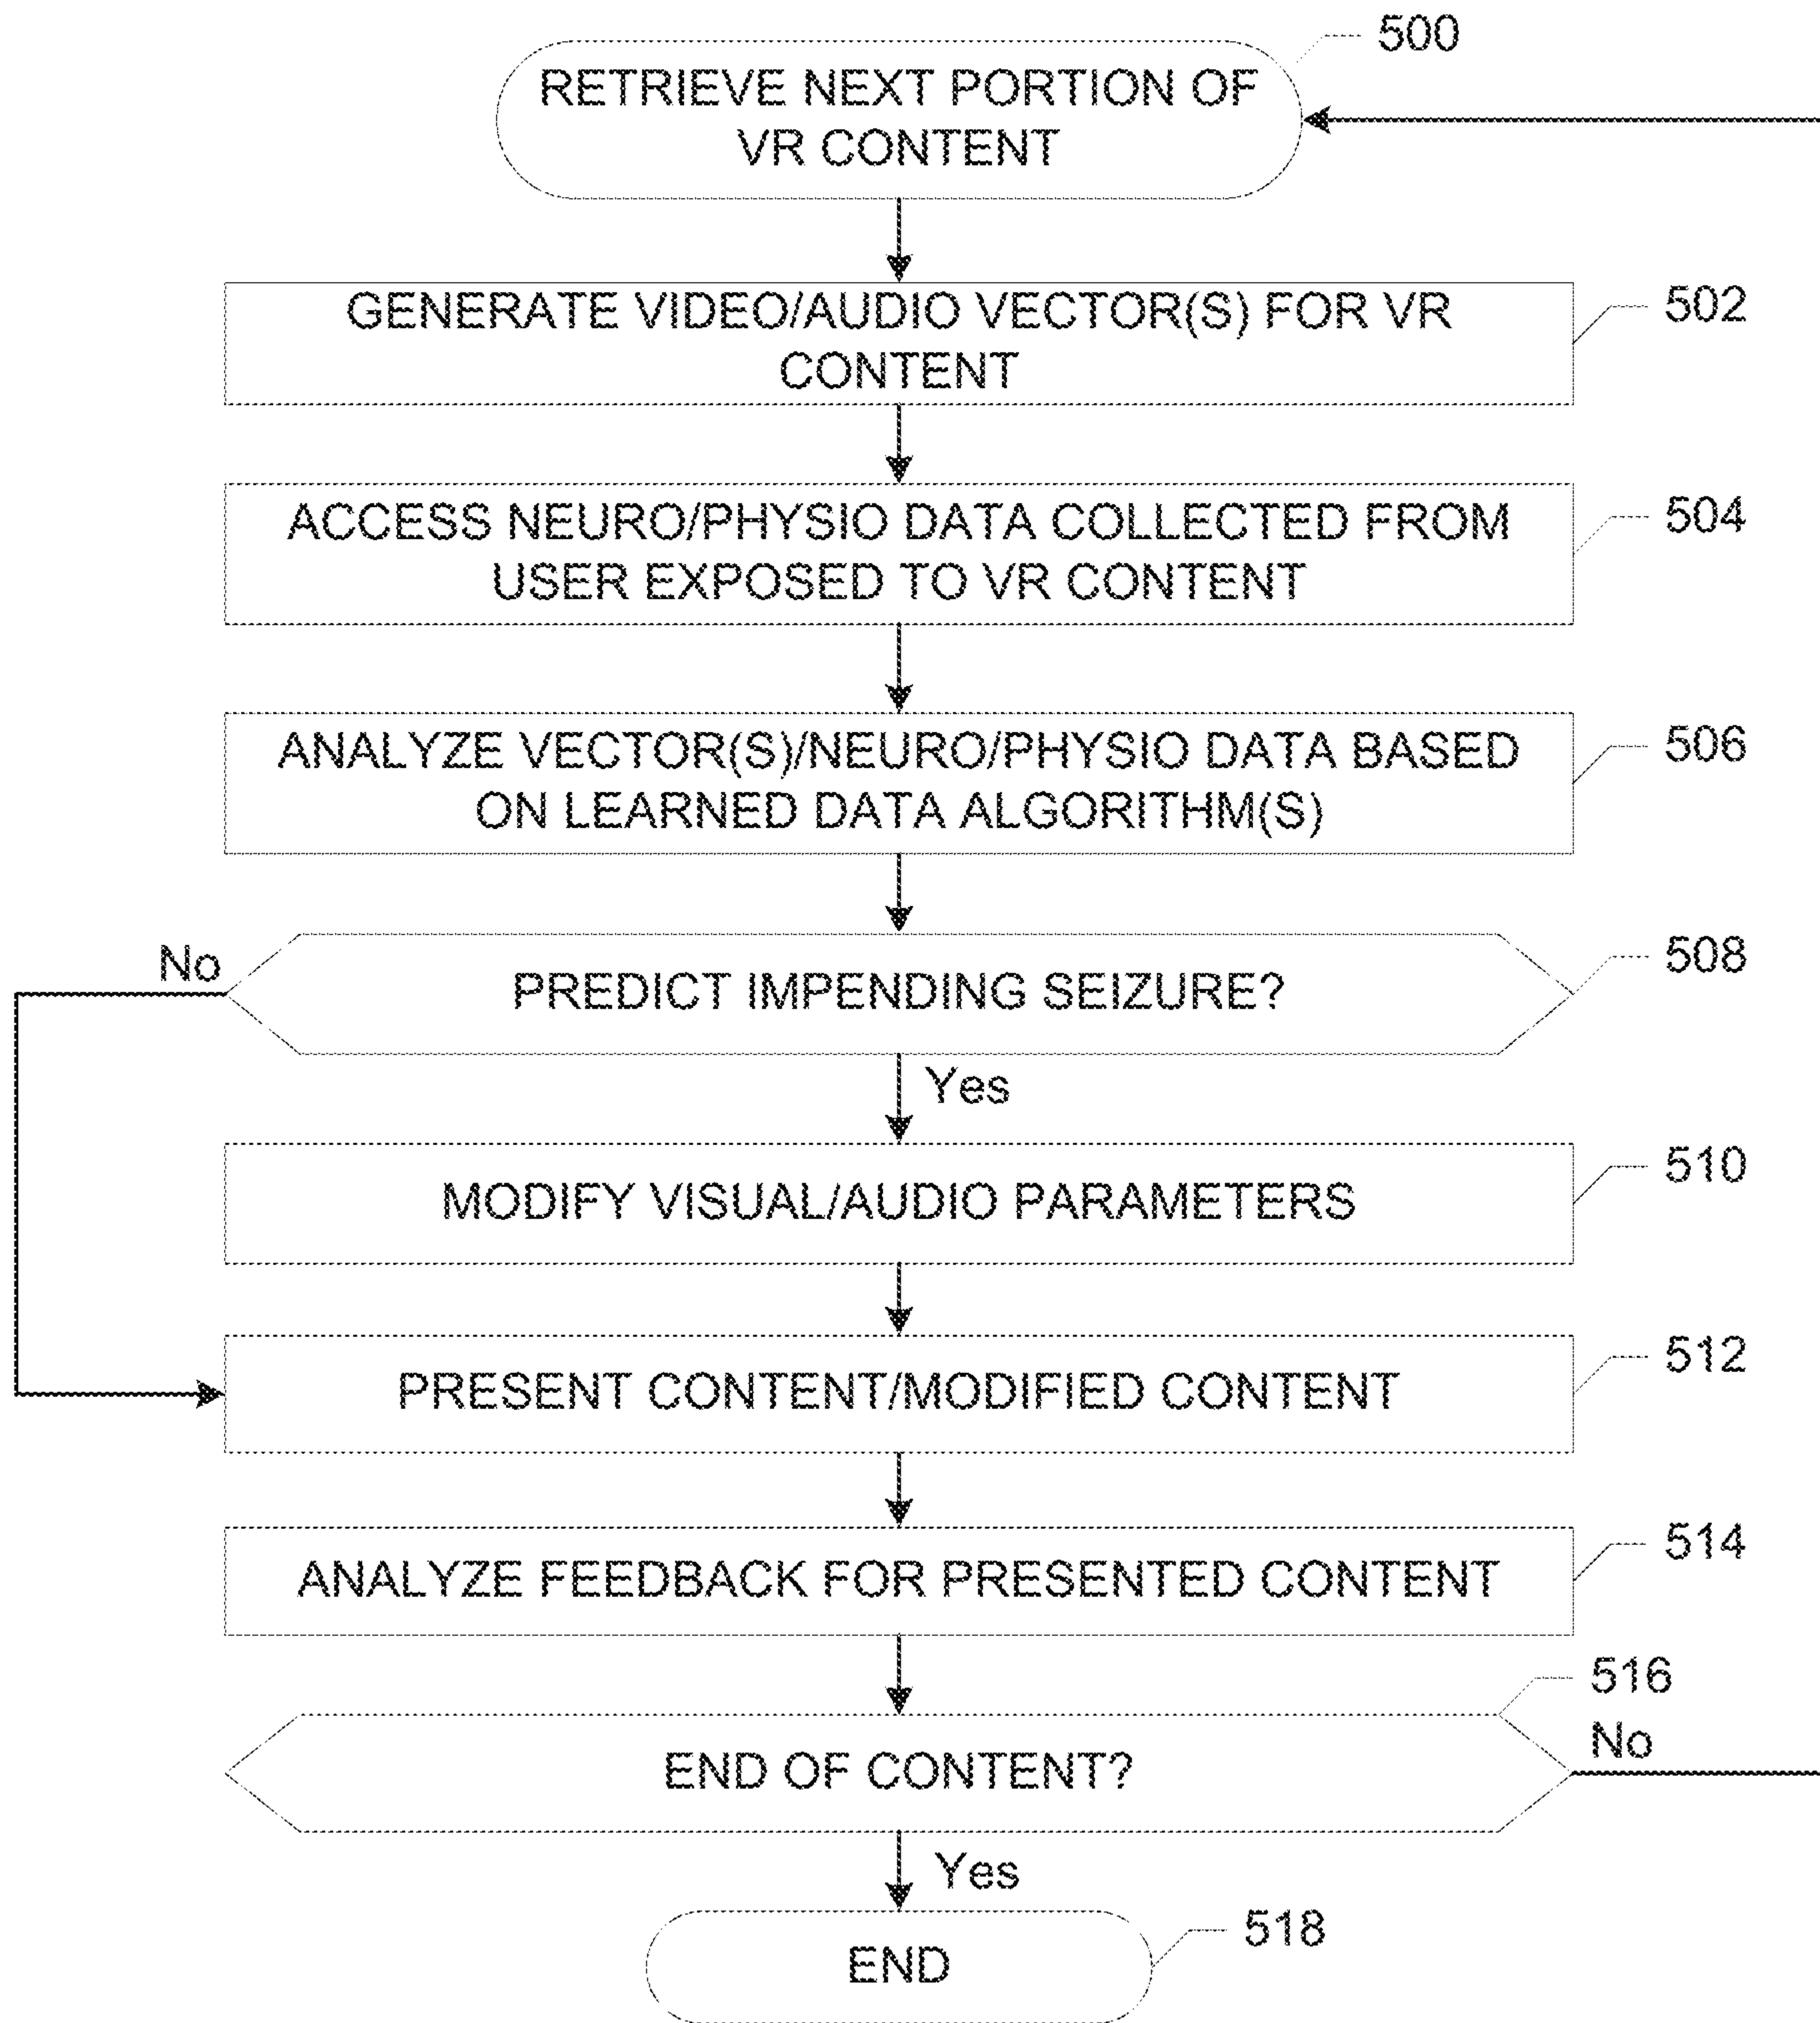 500
RETRIEVE NEXT PORTION OF
VR CONTENT
502
GENERATE VIDEO/AUDIO VECTOR(S) FOR VR
CONTENT
504
ACCESS NEURO/PHYSIO DATA COLLECTED FROM
USER EXPOSED TO VR CONTENT
506
ANALYZE VECTOR(S)/NEURO/PHYSIO DATA BASED
ON LEARNED DATA ALGORITHM(S)
508
No
PREDICT IMPENDING SEIZURE?
Yes
510
MODIFY VISUAL/AUDIO PARAMETERS
512
PRESENT CONTENT/MODIFIED CONTENT
514
ANALYZE FEEDBACK FOR PRESENTED CONTENT
516
No
END OF CONTENT?
Yes
518
END